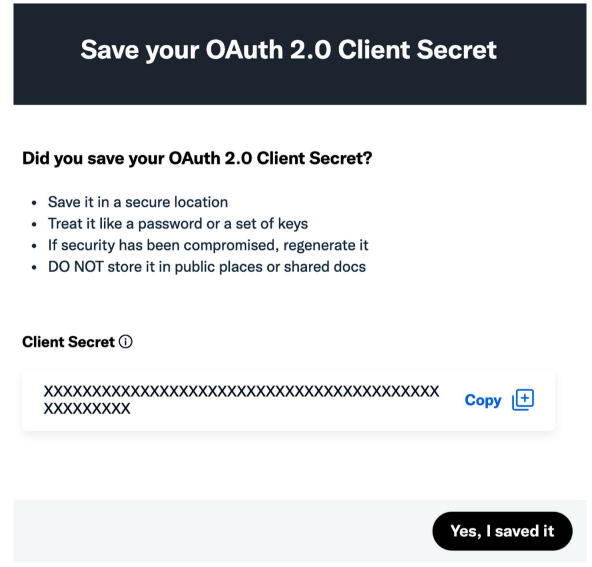 Save your OAuth 2.0 Client Secret
Did you save your OAuth 2.0 Client Secret?
• Save it in a secure location
• Treat it like a password or a set of keys
• If security has been compromised, regenerate it
• DO NOT store it in public places or shared docs
Client Secret
XXXXXXXXXXXXXXXXXXXXXXXXXXXXXXXXXXXXXXXXX
XXXXXXXXX
Copy
Yes, I saved it